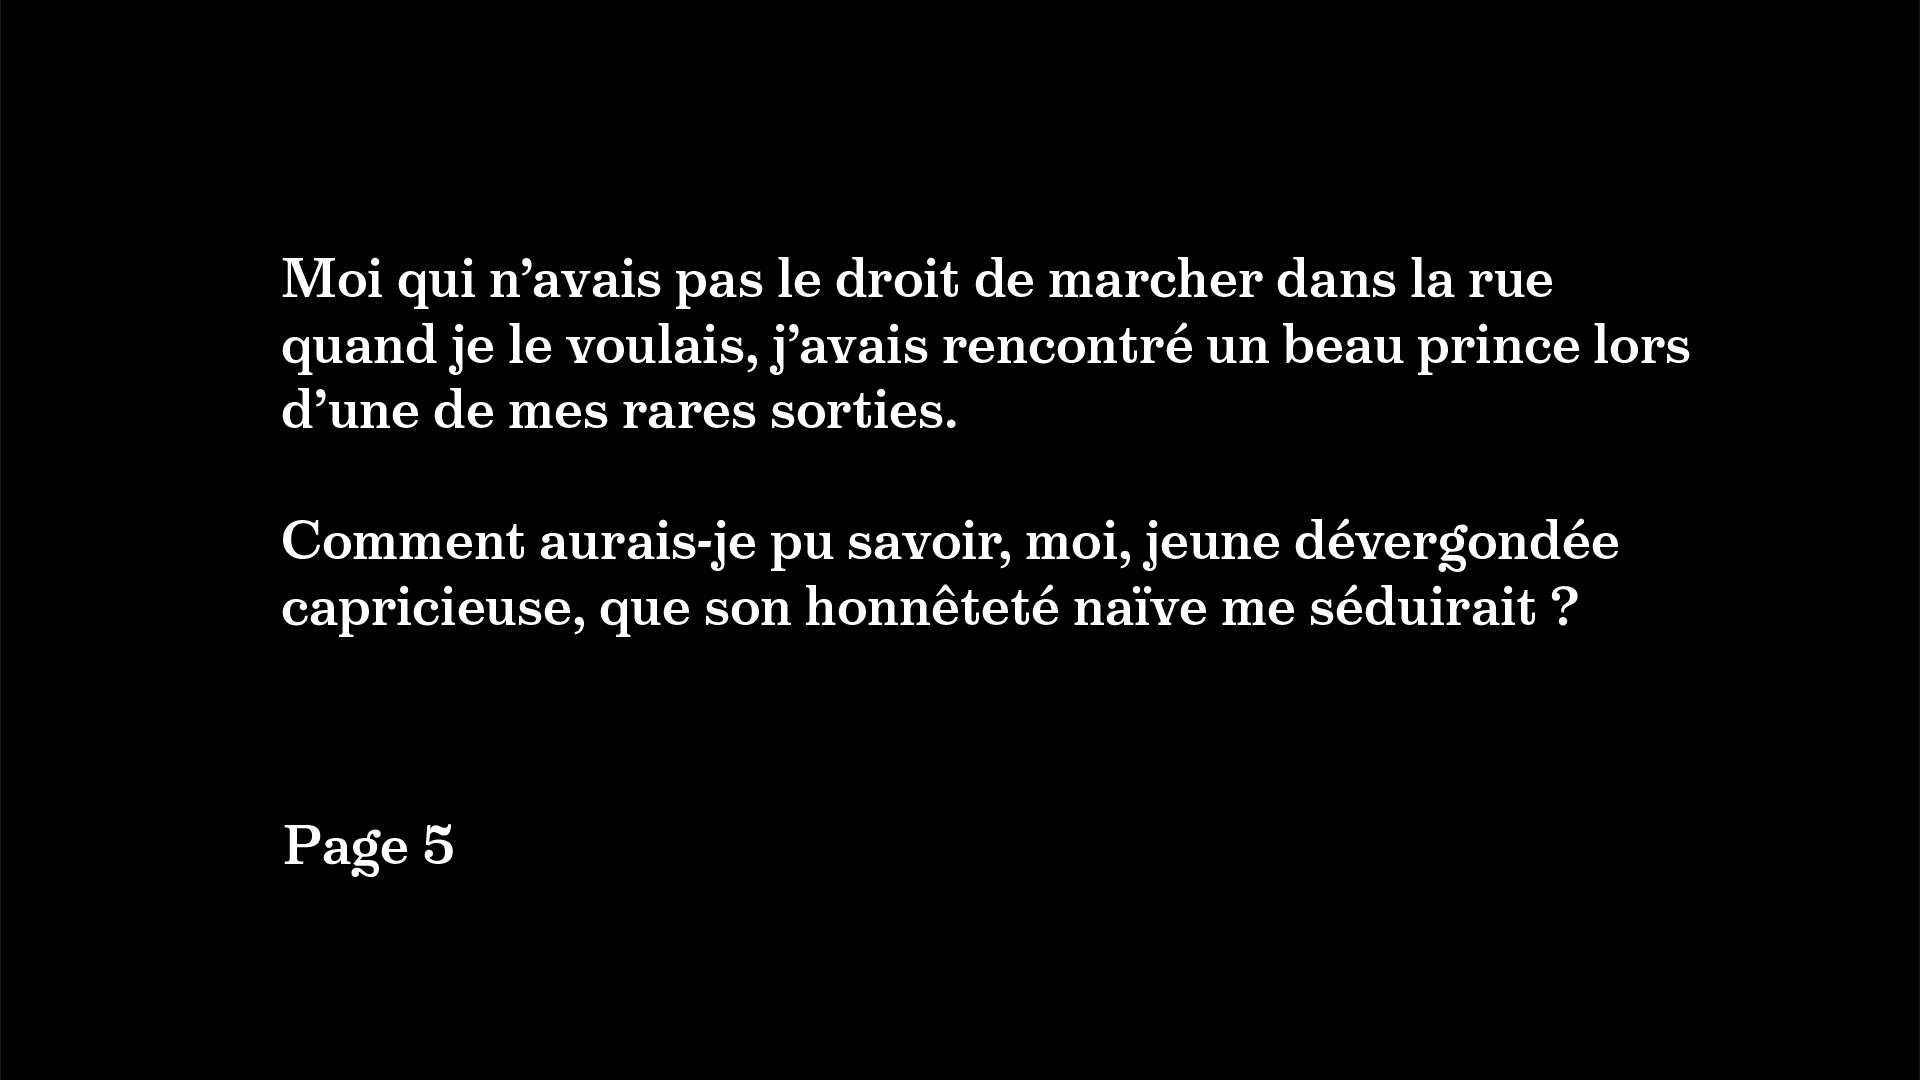 Moi qui n’avais pas le droit de marcher dans la rue
quand je le voulais, j’avais rencontré un beau prince lors
d’une de mes rares sorties.
Comment aurais-je pu savoir, moi, jeune dévergondée
capricieuse, que son honnêteté naïve me séduirait ?
Page 5